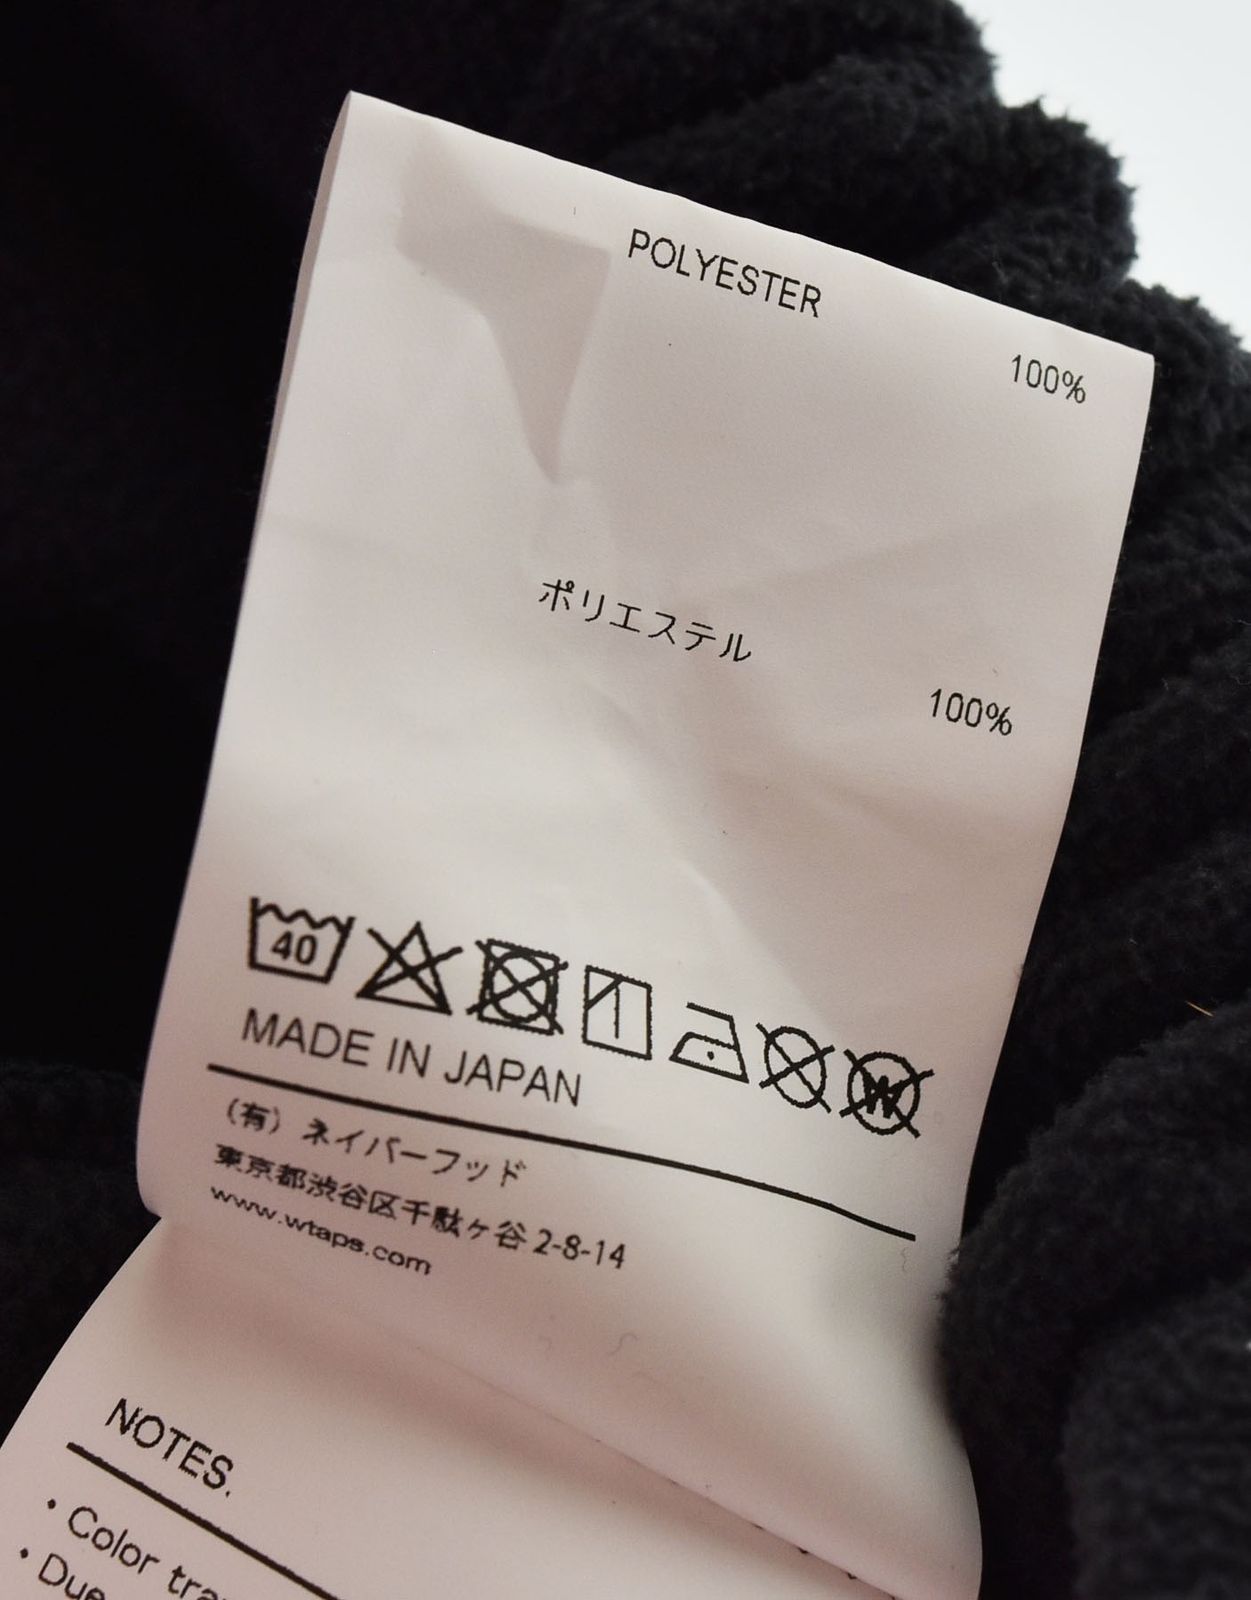 POLYESTER
100%
ポリエステル
100%
40
W
MADE IN JAPAN
(有) ネイバーフッド
東京都渋谷区千駄ヶ谷 2-8-14
www.wtaps.com
NOTES.
・Color
・Due